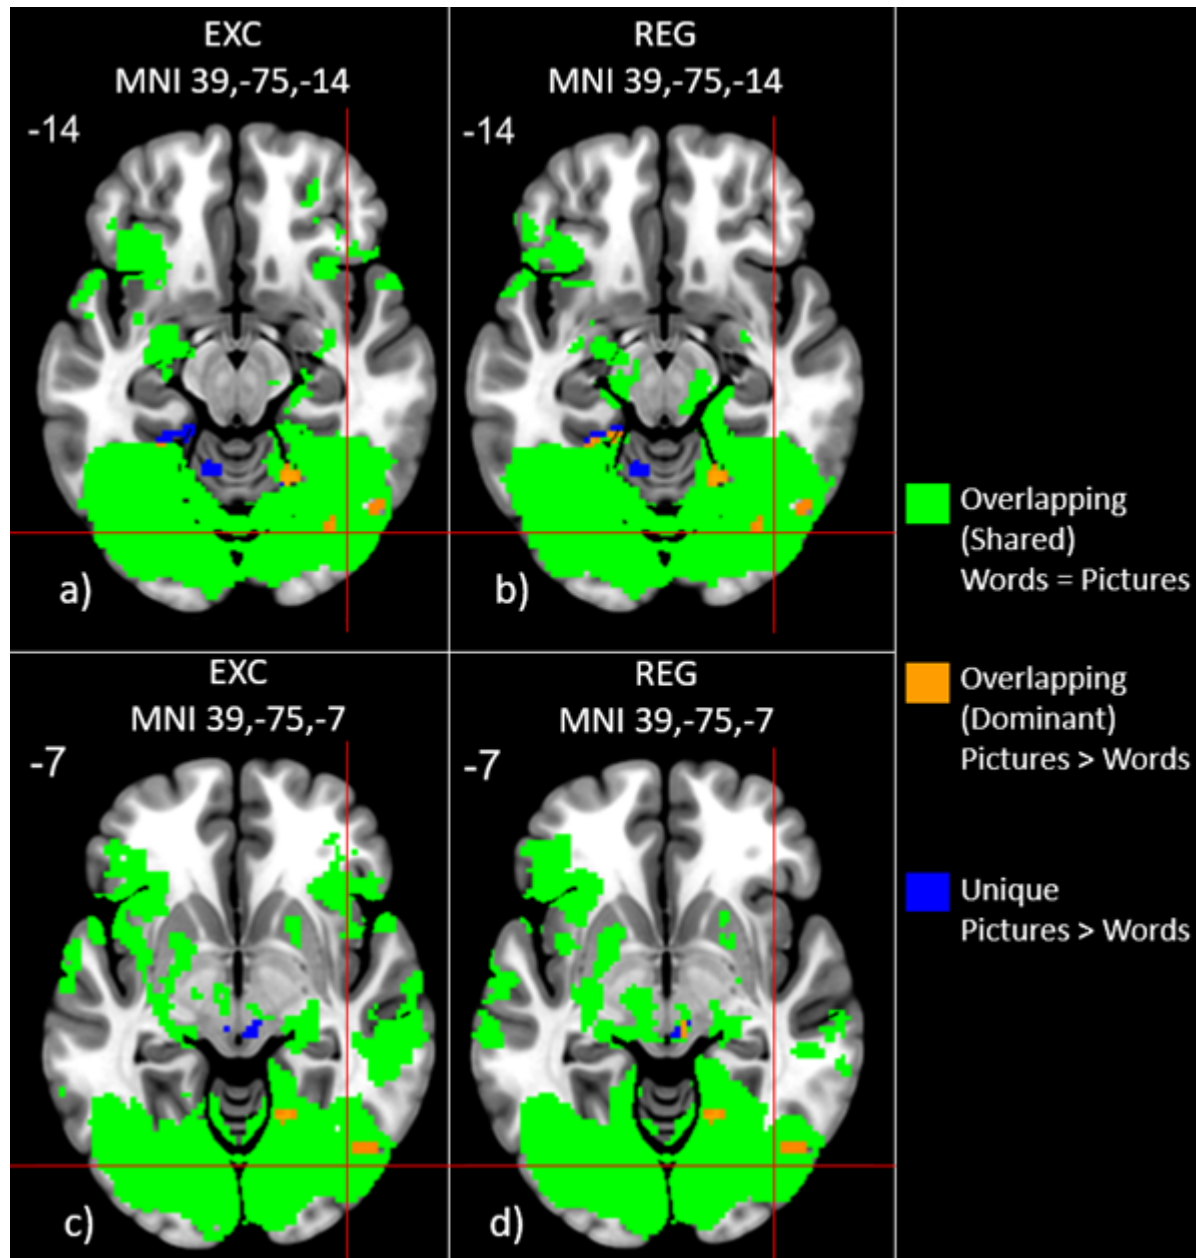 EXC
MNI 39,-75,-14
-14
a)
REG
MNI 39,-75,-14
-14
b)
EXC
MNI 39,-75,-7
-7
c)
REG
MNI 39,-75,-7
-7
d)
Overlapping
(Shared)
Words = Pictures
Overlapping
(Dominant)
Pictures > Words
Unique
Pictures > Words